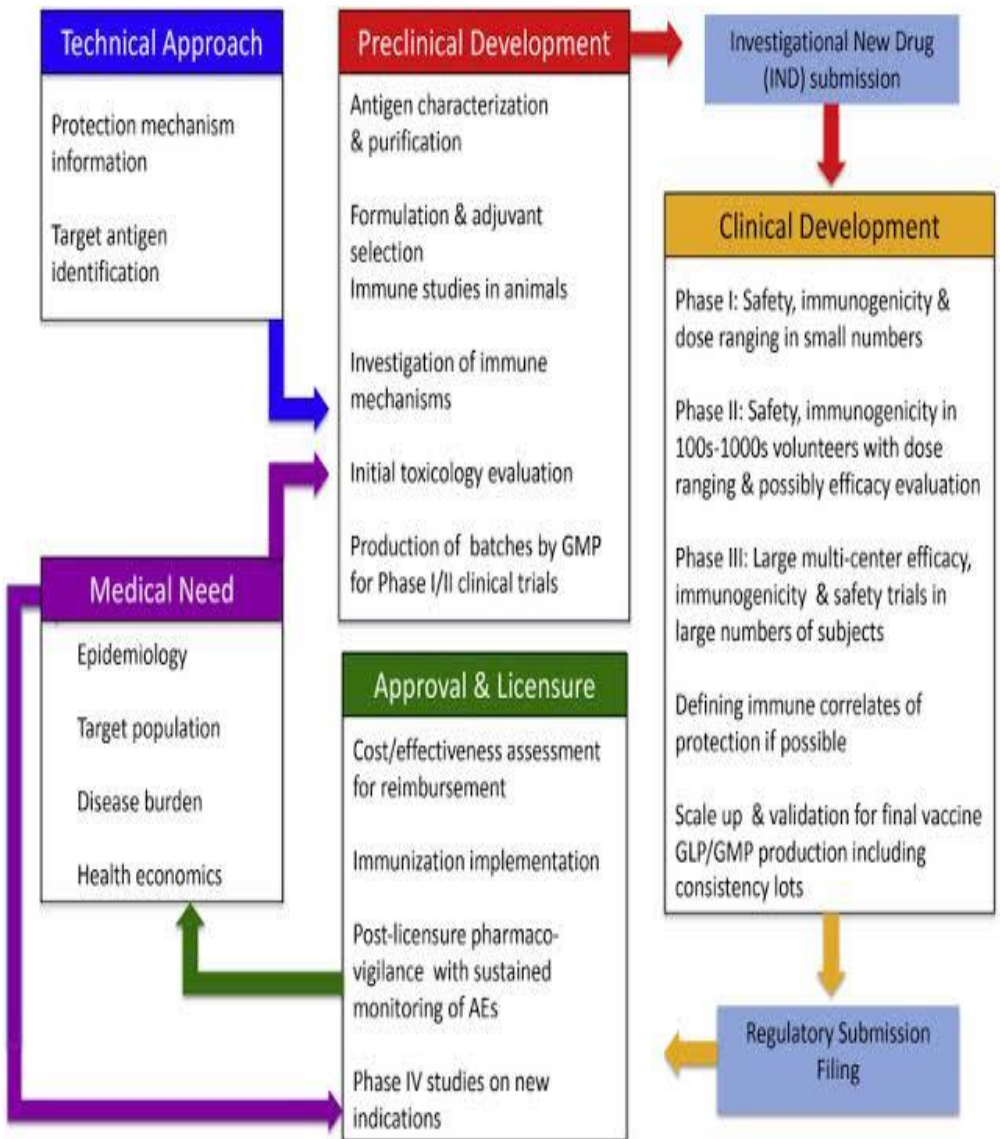 Technical Approach
Protection mechanism
information
Target antigen
identification
Preclinical Development
Antigen characterization
& purification
Formulation & adjuvant
selection
Immune studies in animals
Investigation of immune
mechanisms
Initial toxicology evaluation
Production of batches by GMP
for Phase I/II clinical trials
Investigational New Drug
(IND) submission
Clinical Development
Phase I: Safety, immunogenicity &
dose ranging in small numbers
Phase II: Safety, immunogenicity in
100s-1000s volunteers with dose
ranging & possibly efficacy evaluation
Phase III: Large multi-center efficacy,
immunogenicity & safety trials in
large numbers of subjects
Defining immune correlates of
protection if possible
Scale up & validation for final vaccine
GLP/GMP production including
consistency lots
Medical Need
Epidemiology
Target population
Disease burden
Health economics
Approval & Licensure
Cost/effectiveness assessment
for reimbursement
Immunization implementation
Post-licensure pharmaco-
vigilance with sustained
monitoring of AEs
Phase IV studies on new
indications
Regulatory Submission
Filing